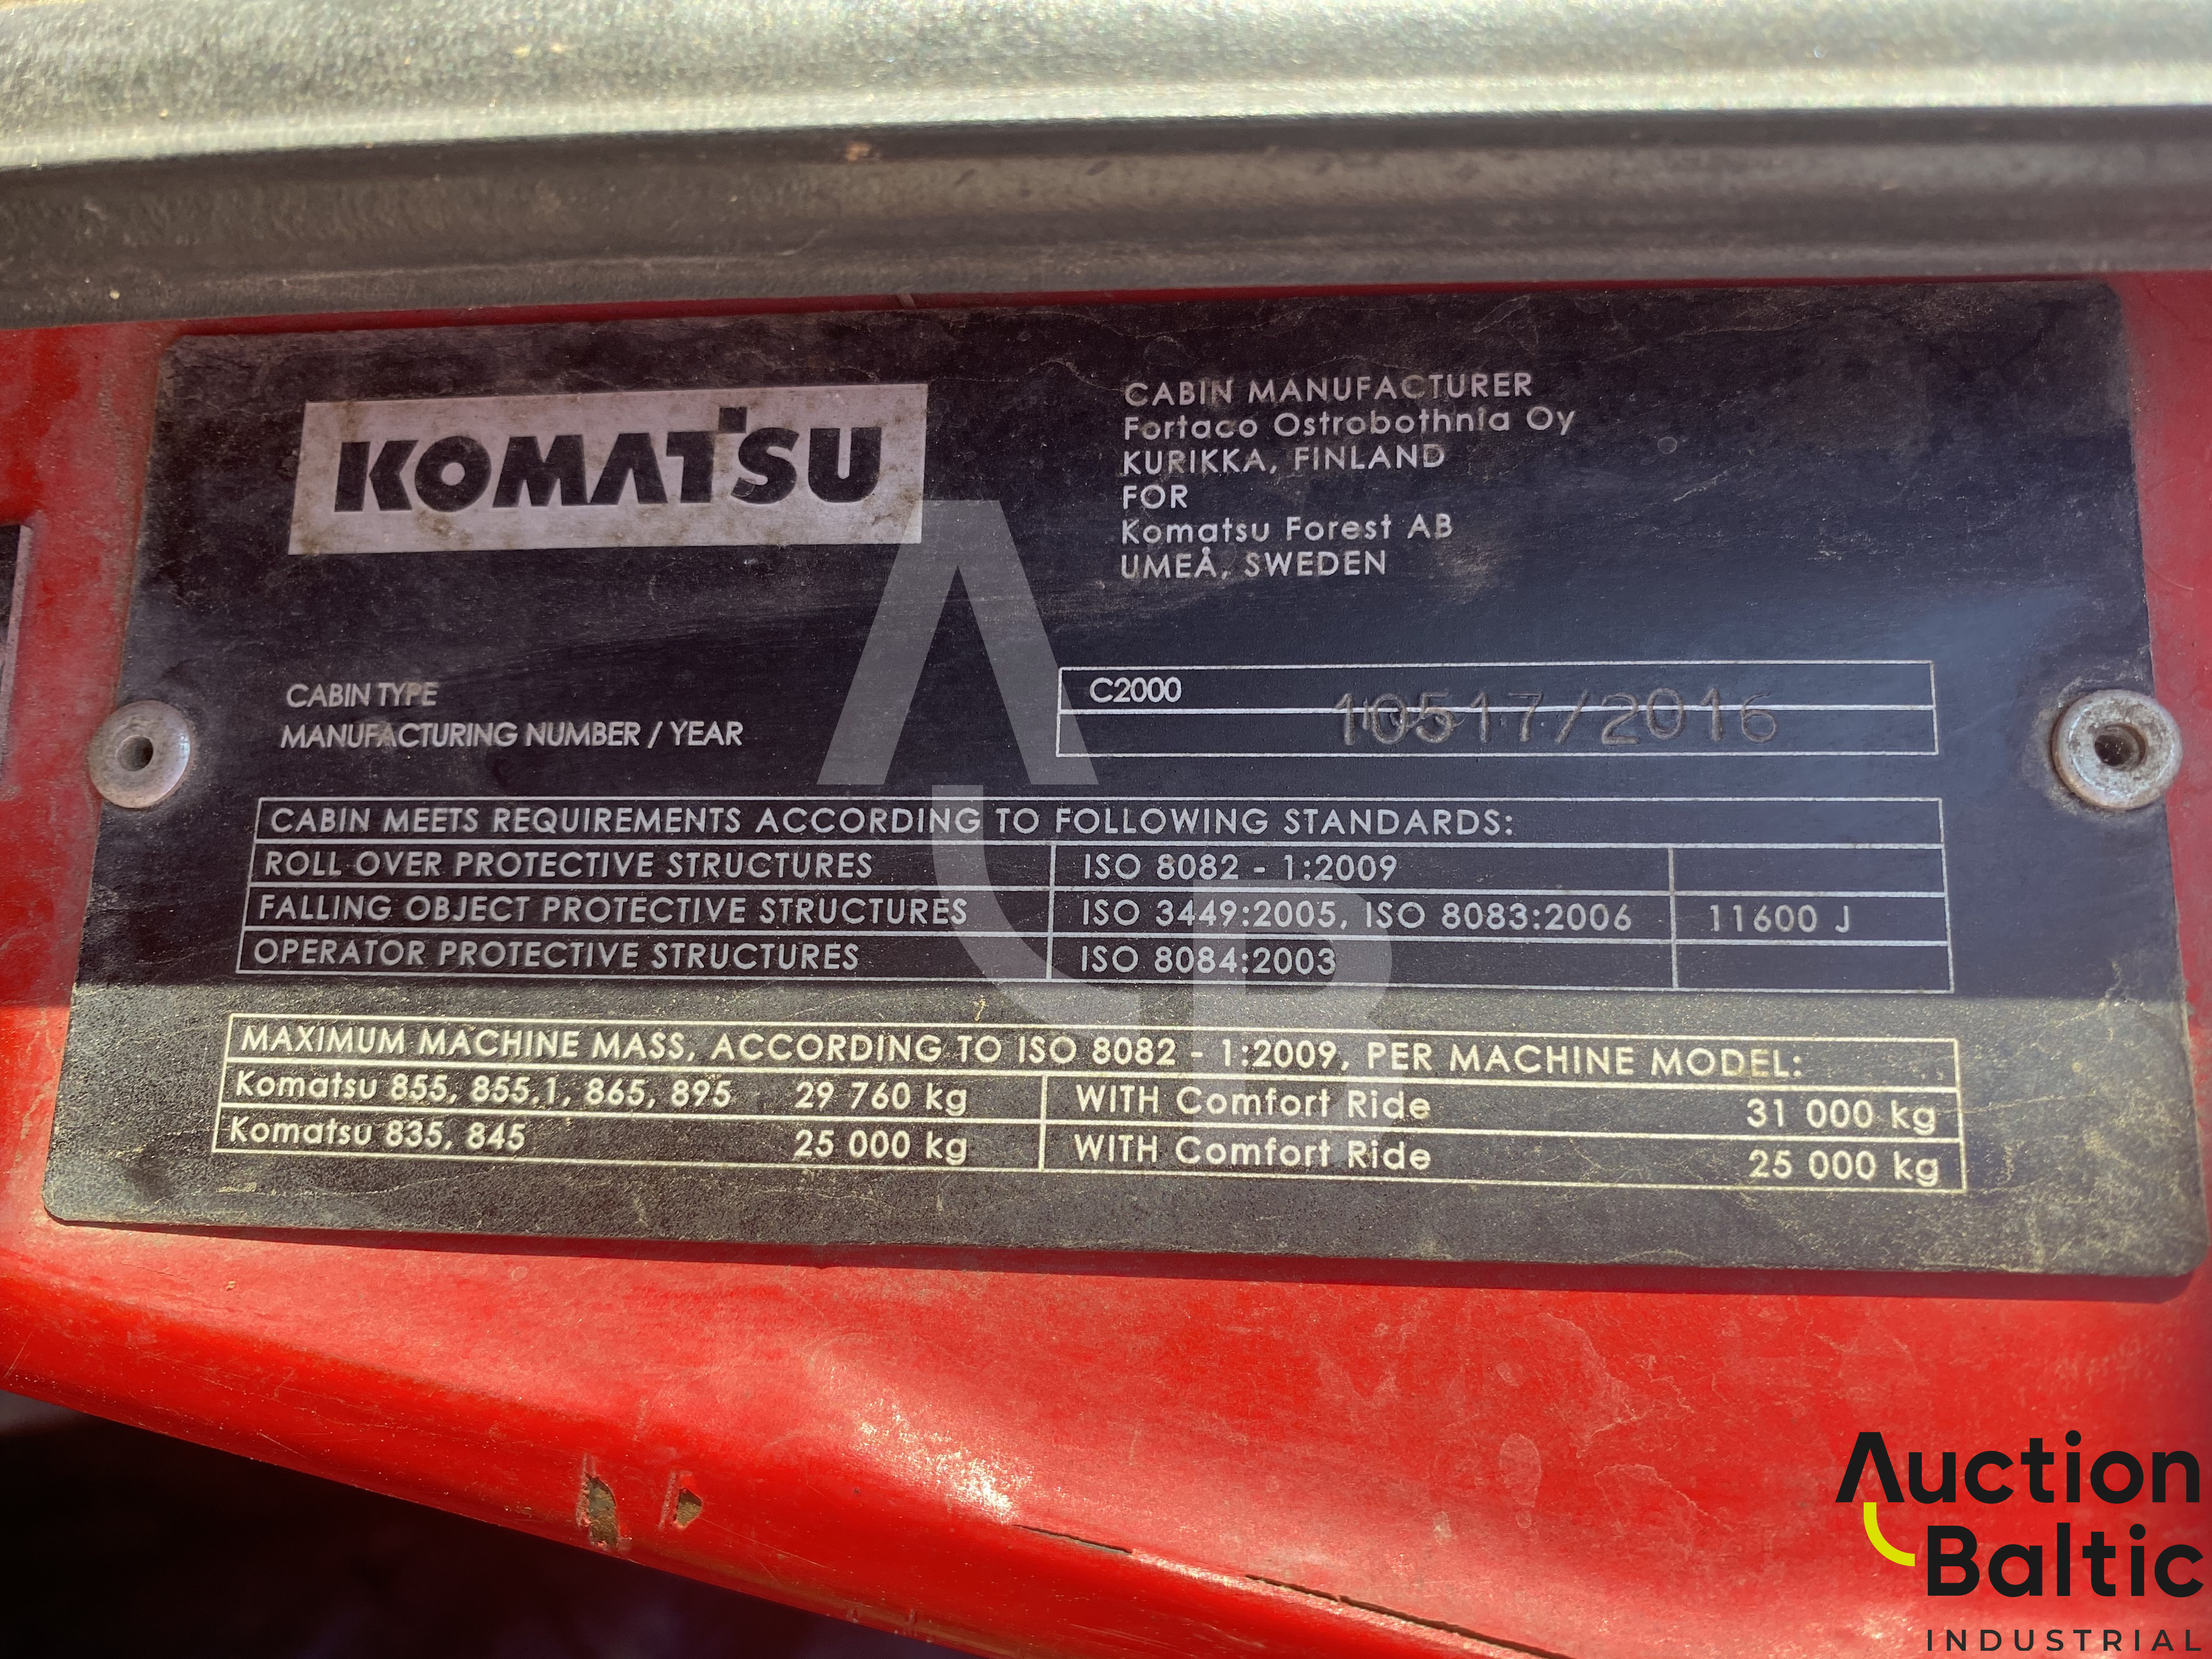 KOMATSU
CABIN MANUFACTURER
Fortaco Ostrobothnia Oy
KURIKKA, FINLAND
FOR
Komatsu Forest AB
UMEÅ, SWEDEN
CABIN TYPE C2000
MANUFACTURING NUMBER / YEAR 10517/2016
CABIN MEETS REQUIREMENTS ACCORDING TO FOLLOWING STANDARDS:
ROLL OVER PROTECTIVE STRUCTURES ISO 8082 - 1:2009
FALLING OBJECT PROTECTIVE STRUCTURES ISO 3449:2005, ISO 8083:2006 11600 J
OPERATOR PROTECTIVE STRUCTURES ISO 8084:2003
MAXIMUM MACHINE MASS, ACCORDING TO ISO 8082 - 1:2009, PER MACHINE MODEL:
Komatsu 855, 855.1, 865, 895 29 760 kg WITH Comfort Ride 31 000 kg
Komatsu 835, 845 25 000 kg WITH Comfort Ride 25 000 kg
Auction
Baltic
INDUSTRIAL